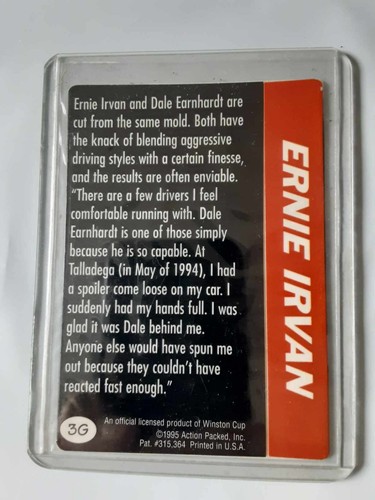 Ernie Irvan and Dale Earnhardt are
cut from the same mold. Both have
the knack of blending aggressive
driving styles with a certain finesse,
and the results are often enviable.
"There are a few drivers I feel
comfortable running with. Dale
Earnhardt is one of those simply
because he is so capable. At
Talladega (in May of 1994), I had
a spoiler come loose on my car. I
suddenly had my hands full. I was
glad it was Dale behind me.
Anyone else would have spun me
out because they couldn't have
reacted fast enough."
ERNIE IRVAN
3G
An official licensed product of Winston Cup
©1995 Action Packed, Inc.
Pat. #315,364 Printed in U.S.A.